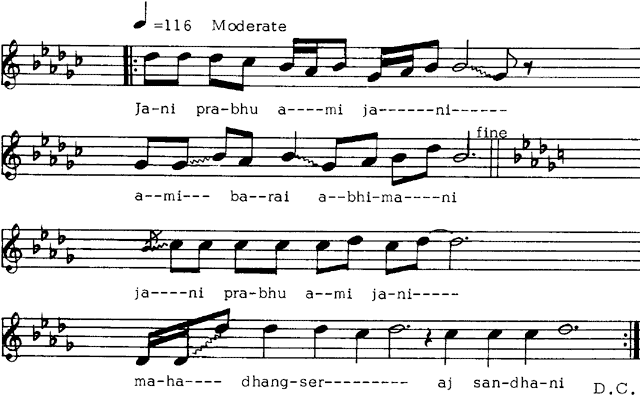 =116 Moderate
Ja-ni pra-bhu a----mi ja------ni------
fine
a--mi--- ba--rai a--bhi-ma----ni
ja----ni pra-bhu a--mi ja-ni-----
ma-ha---- dhang-ser--------- aj san-dha-ni D.C.